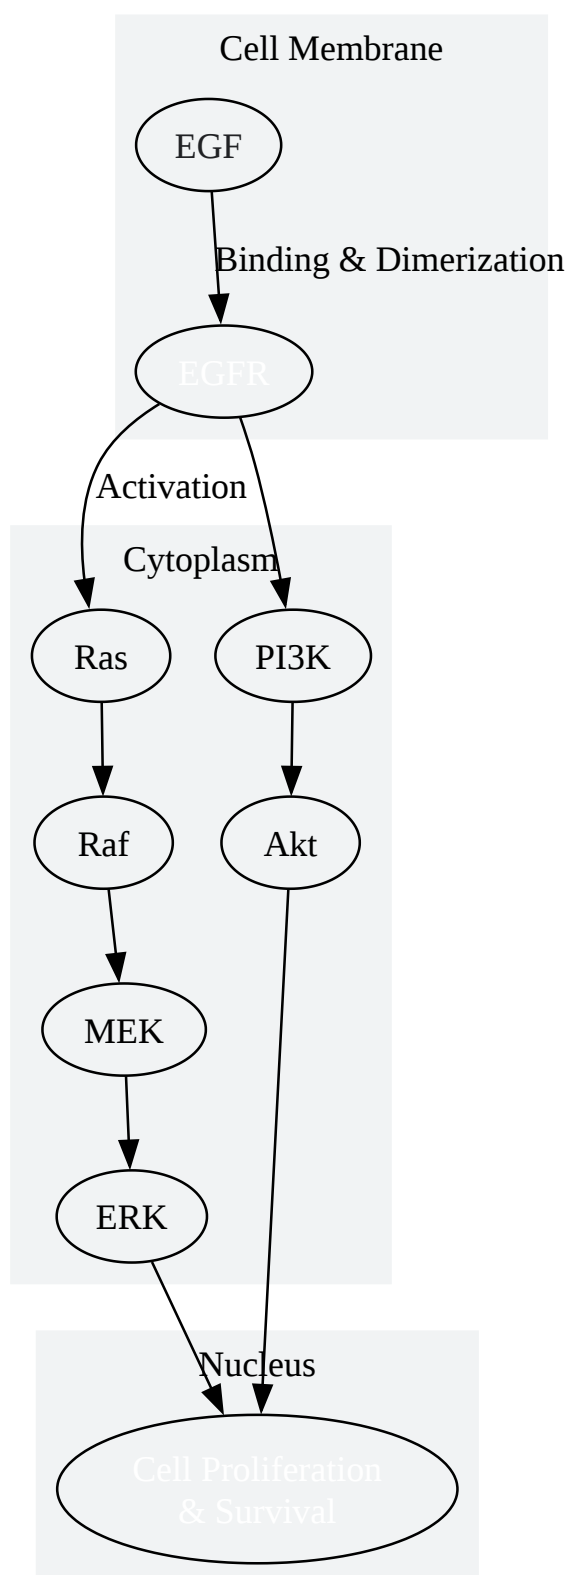 Cell Membrane
EGF
Binding & Dimerization
EGFR
Activation
Cytoplasm
Ras
PI3K
Raf
Akt
MEK
ERK
Nucleus
Cell Proliferation
& Survival